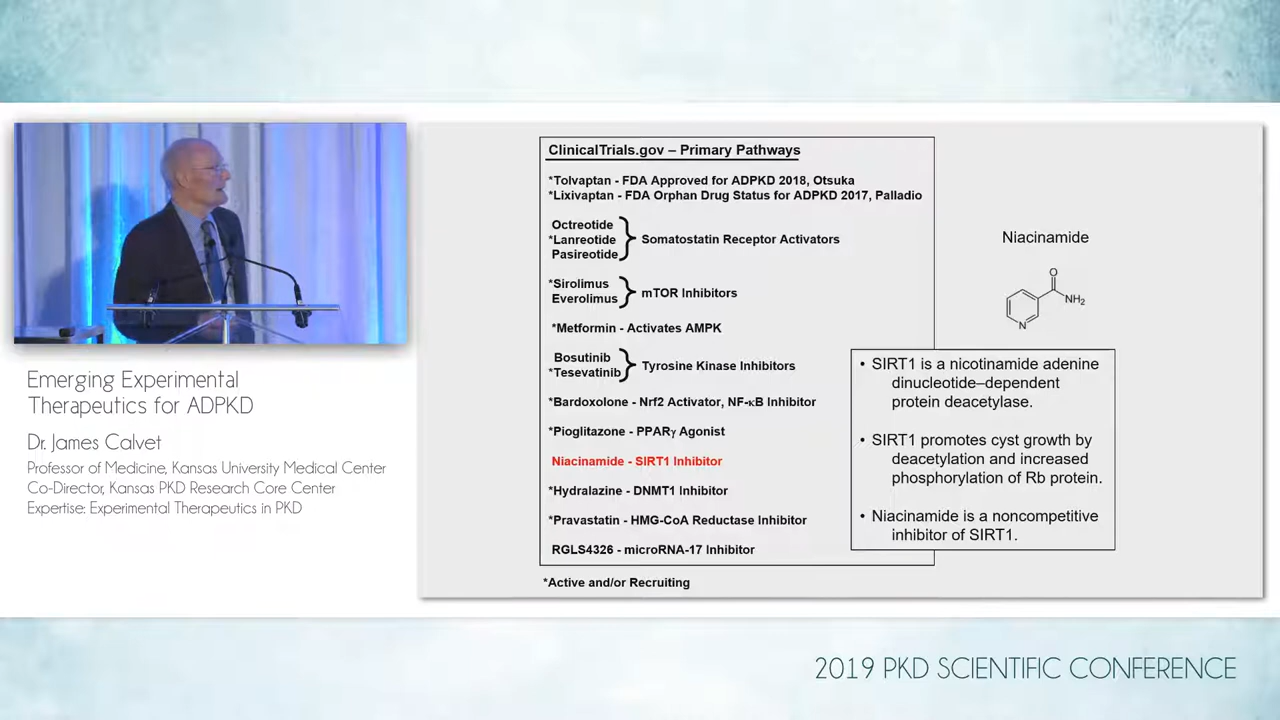 Emerging Experimental
Therapeutics for ADPKD
Dr. James Calvet
Professor of Medicine, Kansas University Medical Center
Co-Director, Kansas PKD Research Core Center
Expertise: Experimental Therapeutics in PKD
ClinicalTrials.gov – Primary Pathways
*Tolvaptan - FDA Approved for ADPKD 2018, Otsuka
*Lixivaptan - FDA Orphan Drug Status for ADPKD 2017, Palladio
Octreotide
*Lanreotide
Pasireotide
Somatostatin Receptor Activators
*Sirolimus
Everolimus
mTOR Inhibitors
*Metformin - Activates AMPK
Bosutinib
*Tesevatinib
Tyrosine Kinase Inhibitors
*Bardoxolone - Nrf2 Activator, NF-κB Inhibitor
*Pioglitazone - PPARγ Agonist
Niacinamide - SIRT1 Inhibitor
*Hydralazine - DNMT1 Inhibitor
*Pravastatin - HMG-CoA Reductase Inhibitor
RGLS4326 - microRNA-17 Inhibitor
*Active and/or Recruiting
Niacinamide
O
NH₂
N
• SIRT1 is a nicotinamide adenine
dinucleotide–dependent
protein deacetylase.
• SIRT1 promotes cyst growth by
deacetylation and increased
phosphorylation of Rb protein.
• Niacinamide is a noncompetitive
inhibitor of SIRT1.
2019 PKD SCIENTIFIC CONFERENCE